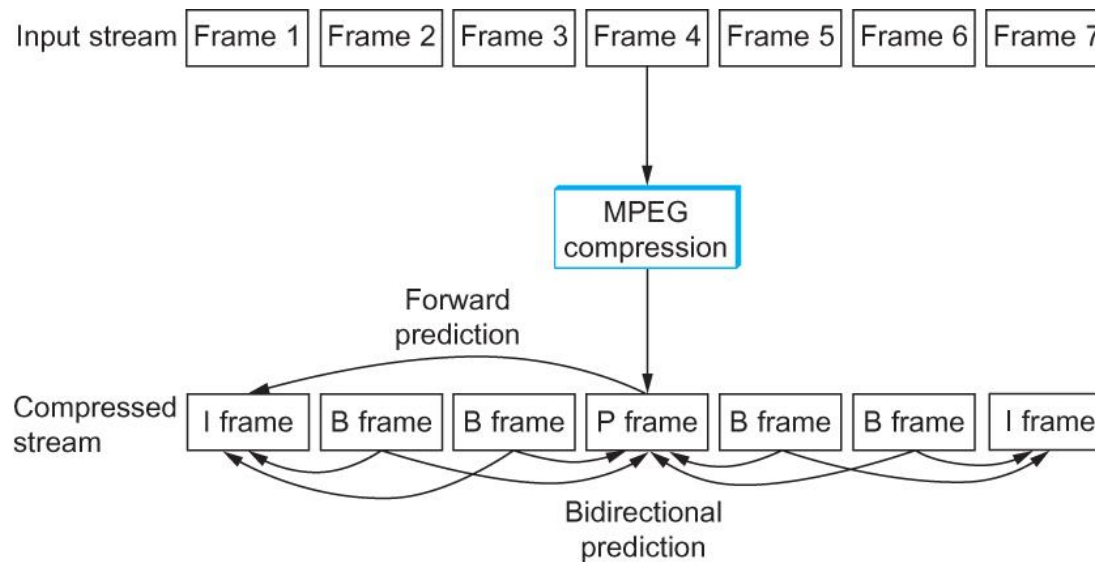 Input stream Frame 1 Frame 2 Frame 3 Frame 4 Frame 5 Frame 6 Frame 7
MPEG
compression
Forward
prediction
Compressed
stream
I frame B frame B frame P frame B frame B frame I frame
Bidirectional
prediction